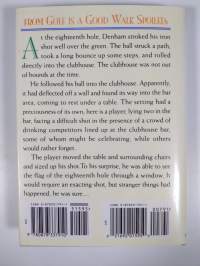 FROM GOLF IS A GOOD WALK SPOILED:
At the eighteenth hole, Denham stroked his iron
shot well over the green. The ball struck a path,
took a long bounce up some steps, and rolled
directly into the clubhouse. The clubhouse was not out
of bounds at the time.
He followed his ball into the clubhouse. Apparently,
it had deflected off a wall and found its way into the bar
area, coming to rest under a table. The setting had a
preciousness of its own, here is a player, lying two in the
bar, facing a difficult shot in the presence of a crowd of
drinking competitors lined up at the clubhouse bar,
some of whom might be celebrating, while others
would rather forget.
The player moved the table and surrounding chairs
and sized up his shot. To his surprise, he was able to see
the flag of the eighteenth hole through a window. It
would require an exacting shot, but stranger things had
happened, he was sure...